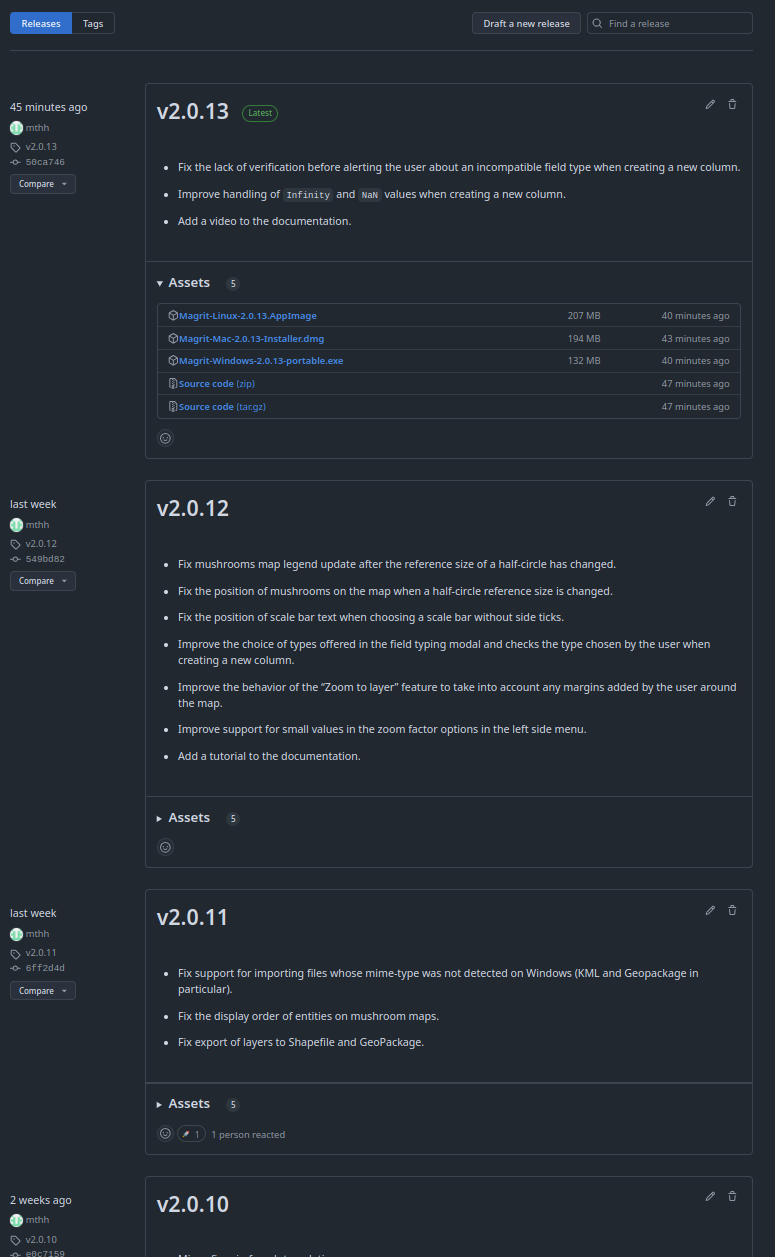 Releases Tags Draft a new release Find a release
45 minutes ago
mthh
v2.0.13
50ca746
Compare
v2.0.13 Latest
Fix the lack of verification before alerting the user about an incompatible field type when creating a new column.
Improve handling of Infinity and NaN values when creating a new column.
Add a video to the documentation.
Assets 5
Magrit-Linux-2.0.13.AppImage 207 MB 40 minutes ago
Magrit-Mac-2.0.13-Installer.dmg 194 MB 43 minutes ago
Magrit-Windows-2.0.13-portable.exe 132 MB 40 minutes ago
Source code (zip) 47 minutes ago
Source code (tar.gz) 47 minutes ago
last week
mthh
v2.0.12
549bd82
Compare
v2.0.12
Fix mushrooms map legend update after the reference size of a half-circle has changed.
Fix the position of mushrooms on the map when a half-circle reference size is changed.
Fix the position of scale bar text when choosing a scale bar without side ticks.
Improve the choice of types offered in the field typing modal and checks the type chosen by the user when
creating a new column.
Improve the behavior of the “Zoom to layer” feature to take into account any margins added by the user around
the map.
Improve support for small values in the zoom factor options in the left side menu.
Add a tutorial to the documentation.
Assets 5
last week
mthh
v2.0.11
6ff2d4d
Compare
v2.0.11
Fix support for importing files whose mime-type was not detected on Windows (KML and Geopackage in
particular).
Fix the display order of entities on mushroom maps.
Fix export of layers to Shapefile and GeoPackage.
Assets 5
1 1 person reacted
2 weeks ago
mthh
v2.0.10
e0c7159
v2.0.10